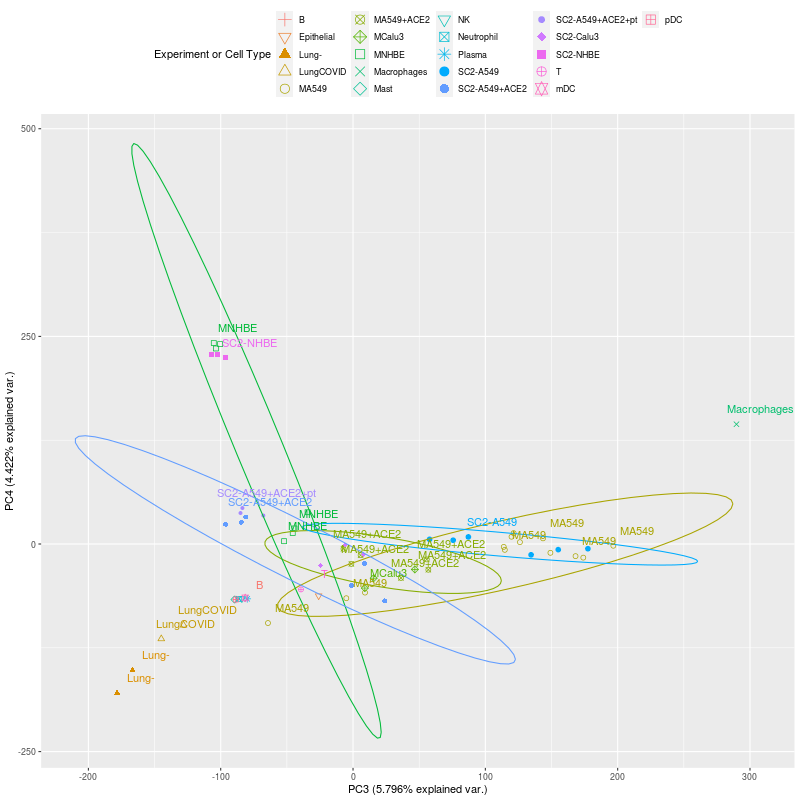 B MA549+ACE2 NK SC2-A549+ACE2+pt pDC
Epithelial MCalu3 Neutrophil SC2-Calu3
Experiment or Cell Type Lung- MNHBE Plasma SC2-NHBE
LungCOVID Macrophages SC2-A549 T
MA549 Mast SC2-A549+ACE2 mDC
500
MNHBE
SC2-NHBE
250
Macrophages
SC2-A549+ACE2+pt
SC2-A549+ACE2
MNHBE
SC2-A549 MA549
MNHBE
MA549+ACE2 MA549 MA549
0
MA549+ACE2 MA549+ACE2 MA549
MA549+ACE2
MA549+ACE2
MCalu3
T
B MA549
LungCOVID MA549
LungCOVID
Lung-
Lung-
-250
-200 -100 0 100 200 300
PC3 (5.796% explained var.)
PC4 (4.422% explained var.)